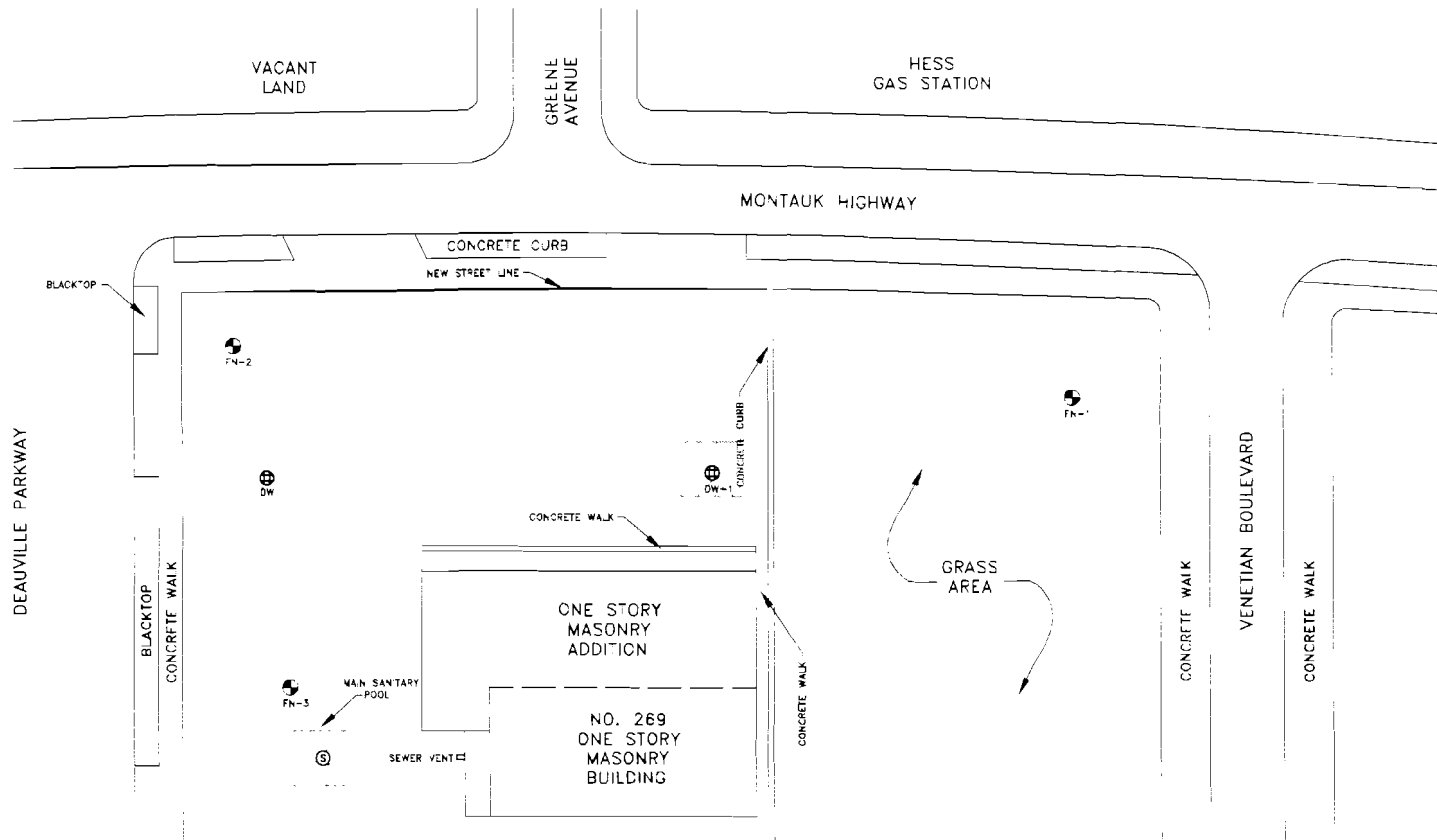 VACANT
LAND
GREENE
AVENUE
HESS
GAS STATION
MONTAUK HIGHWAY
CONCRETE CURB
NEW STREET LINE
BLACKTOP
FN-2
FN-1
CONCRETE CURB
DEAUVILLE PARKWAY
DW
DW-1
CONCRETE WALK
GRASS
AREA
VENETIAN BOULEVARD
BLACKTOP
CONCRETE WALK
ONE STORY
MASONRY
ADDITION
CONCRETE WALK
CONCRETE WALK
CONCRETE WALK
FN-3
MAIN SANITARY
POOL
S
SEWER VENT
NO. 269
ONE STORY
MASONRY
BUILDING